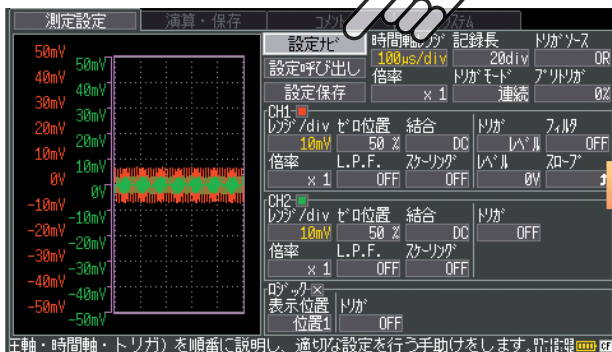 測定設定
演算・保存
設定ナビ
時間軸レンジ 記録長 トリガソース
100µs/div 20div OR
設定呼び出し
倍率 トリガモード プリトリガ
設定保存
×1 連続 0%
CH1
レンジ/div ゼロ位置 結合 トリガ フィルタ
10mV 50 % DC レベル OFF
倍率 L.P.F. スケーリング レベル スロープ
×1 OFF OFF 0V
CH2
レンジ/div ゼロ位置 結合 トリガ
10mV 50 % DC OFF
倍率 L.P.F. スケーリング
×1 OFF OFF
ロジック
表示位置 トリガ
位置1 OFF
50mV 50mV
40mV 40mV
30mV 30mV
20mV 20mV
10mV 10mV
0V 0V
-10mV -10mV
-20mV -20mV
-30mV -30mV
-40mV -40mV
-50mV -50mV
圧軸・時間軸・トリガ) を順番に説明し、適切な設定を行う手助けをします。
CF